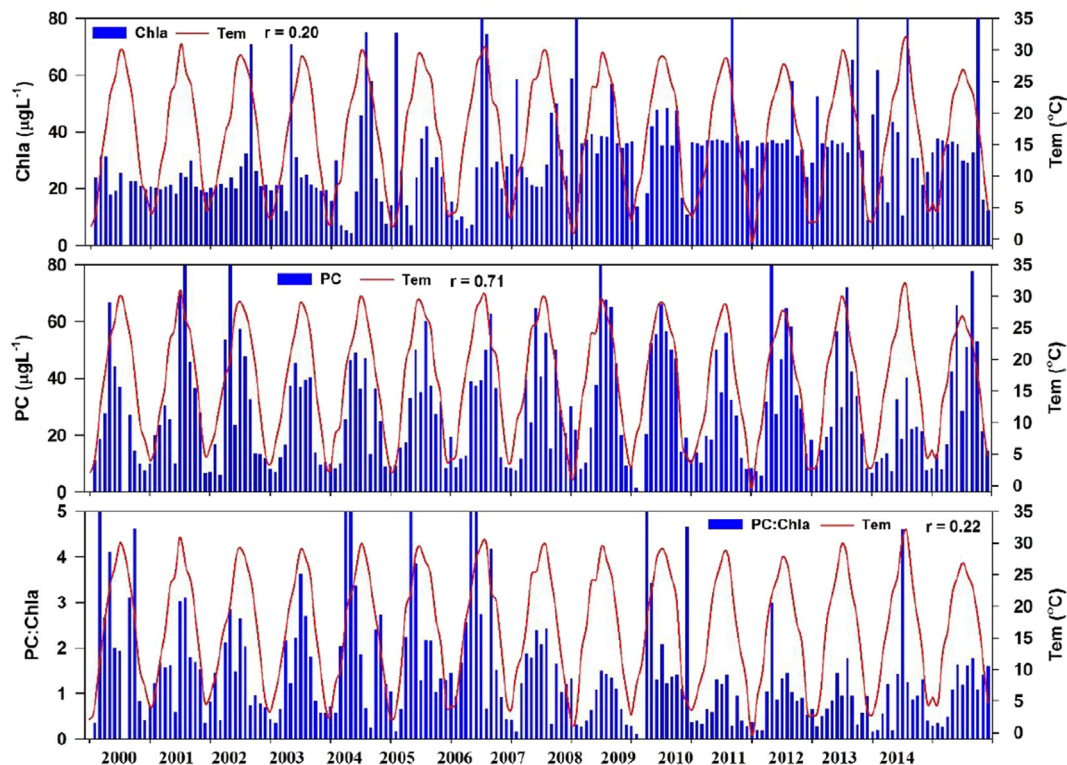 80 Chla Tem r = 0.20 35
60 30
25
40 20
15
20 10
5
0 0
Chla (µgL⁻¹)
Tem (°C)
80 PC Tem r = 0.71 35
60 30
25
40 20
15
20 10
5
0 0
PC (µgL⁻¹)
Tem (°C)
5 PC:Chla Tem r = 0.22 35
4 30
25
3 20
2 15
10
1 5
0 0
PC:Chla
Tem (°C)
2000 2001 2002 2003 2004 2005 2006 2007 2008 2009 2010 2011 2012 2013 2014